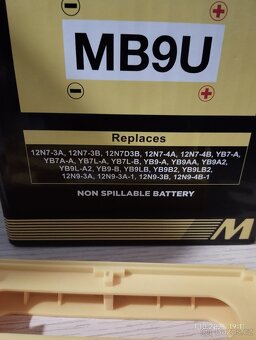 MB9U
Replaces
12N7-3A, 12N7-3B, 12N7D3B, 12N7-4A, 12N7-4B, YB7-A,
YB7A-A, YB7L-A, YB7L-B, YB9-A, YB9AA, YB9A2,
YB9L-A2, YB9-B, YB9LB, YB9B2, YB9LB2,
12N9-3A, 12N9-3A-1, 12N9-3B, 12N9-4B-1
NON SPILLABLE BATTERY
M